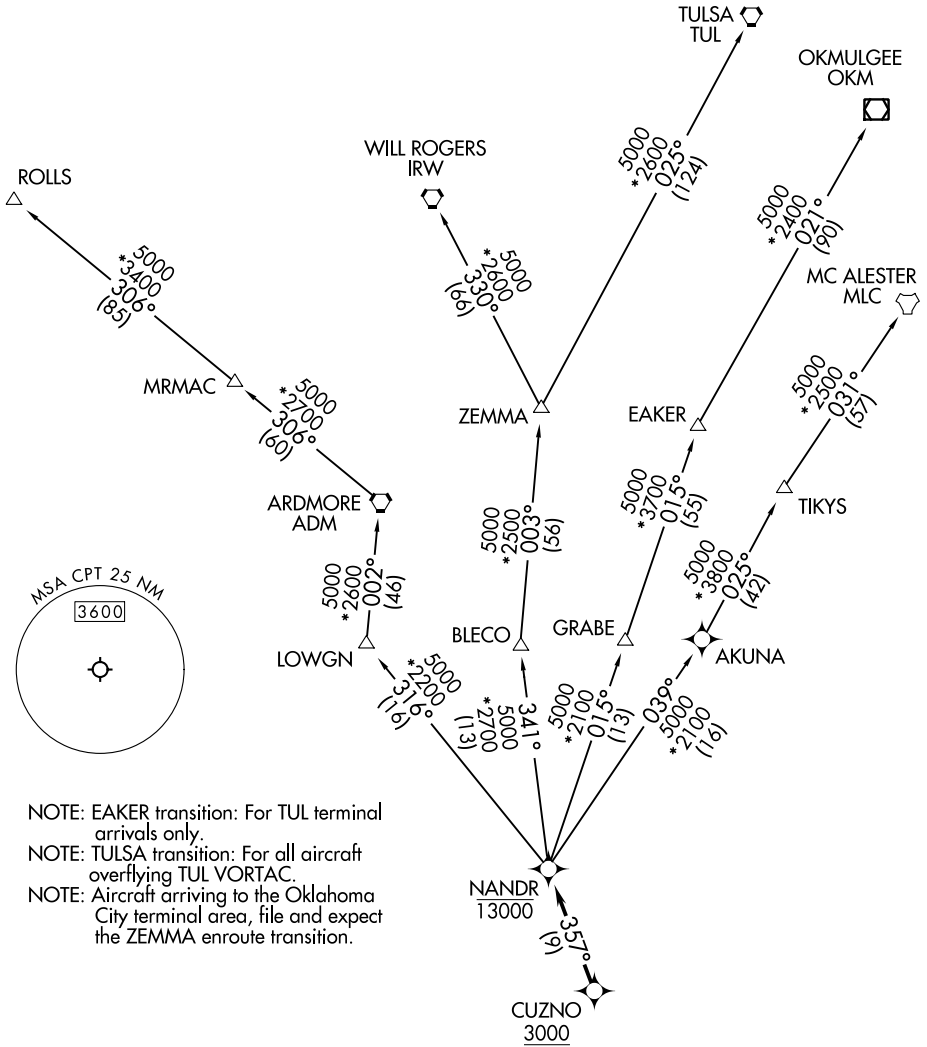 TULSA
TUL
OKMULGEE
OKM
WILL ROGERS
IRW
5000
*2600
025°
(124)
ROLLS
5000
*2400
021°
(90)
5000
*3400
306°
(85)
5000
*2600
330°
(66)
MC ALESTER
MLC
MRMAC
5000
*2700
306°
(60)
ZEMMA
EAKER
5000
*2500
031°
(57)
ARDMORE
ADM
5000
*2500
003°
(56)
5000
*3700
015°
(55)
TIKYS
MSA CPT 25 NM
3600
5000
*2600
002°
(46)
5000
*3800
025°
(42)
LOWGN
BLECO
GRABE
AKUNA
5000
*2200
316°
(16)
341°
5000
*2700
(13)
5000
*2100
015°
(13)
039°
5000
*2100
(16)
NOTE: EAKER transition: For TUL terminal
arrivals only.
NOTE: TULSA transition: For all aircraft
overflying TUL VORTAC.
NOTE: Aircraft arriving to the Oklahoma
City terminal area, file and expect
the ZEMMA enroute transition.
NANDR
13000
357°
(9)
CUZNO
3000